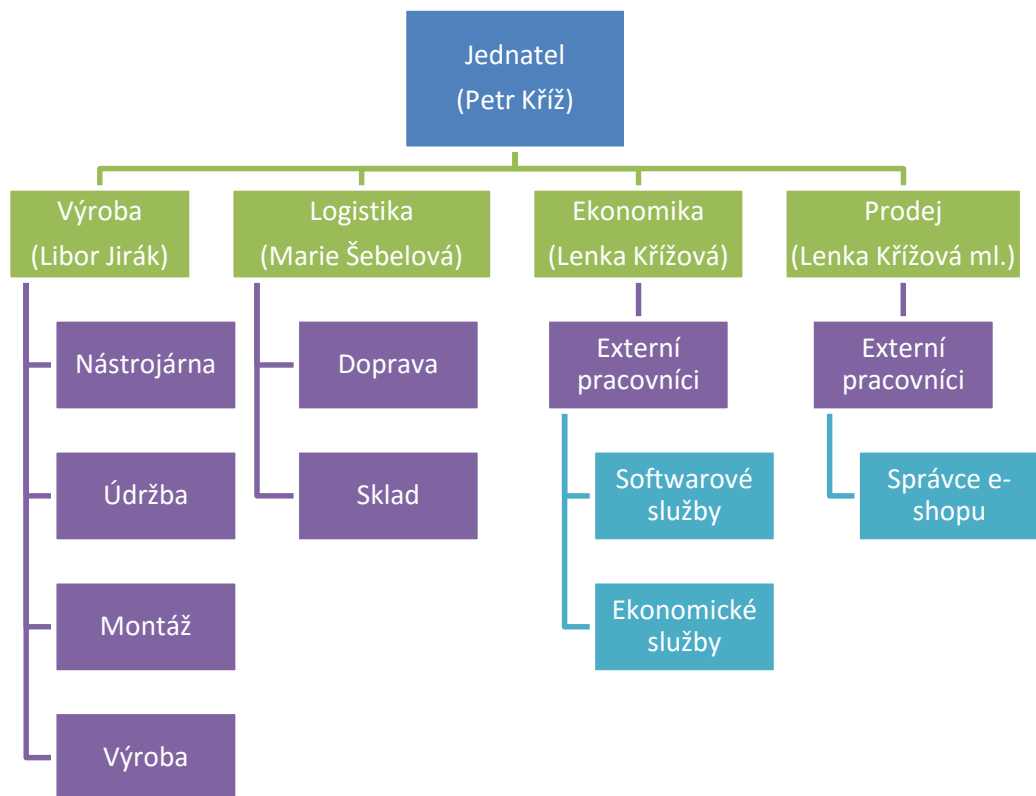 Jednatel
(Petr Kříž)
Výroba
(Libor Jirák)
Logistika
(Marie Šebelová)
Ekonomika
(Lenka Křížová)
Prodej
(Lenka Křížová ml.)
Nástrojárna
Údržba
Montáž
Výroba
Doprava
Sklad
Externí
pracovníci
Softwarové
služby
Ekonomické
služby
Externí
pracovníci
Správce e-
shopu